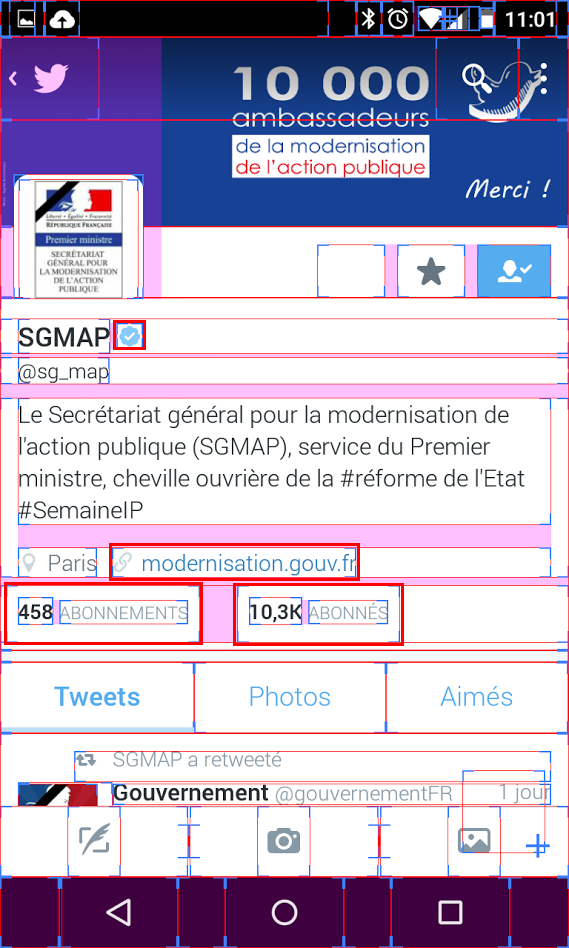 11:01
10 000
ambassadeurs
de la modernisation
de l'action publique
Merci !
Liberté • Égalité • Fraternité
RÉPUBLIQUE FRANÇAISE
Premier ministre
SECRÉTARIAT
GÉNÉRAL POUR
LA MODERNISATION
DE L'ACTION
PUBLIQUE
SGMAP
@sg_map
Le Secrétariat général pour la modernisation de
l'action publique (SGMAP), service du Premier
ministre, cheville ouvrière de la #réforme de l'Etat
#SemaineIP
Paris modernisation.gouv.fr
458 ABONNEMENTS 10,3K ABONNÉS
Tweets Photos Aimés
SGMAP a retweeté
Gouvernement @gouvernementFR 1 jour